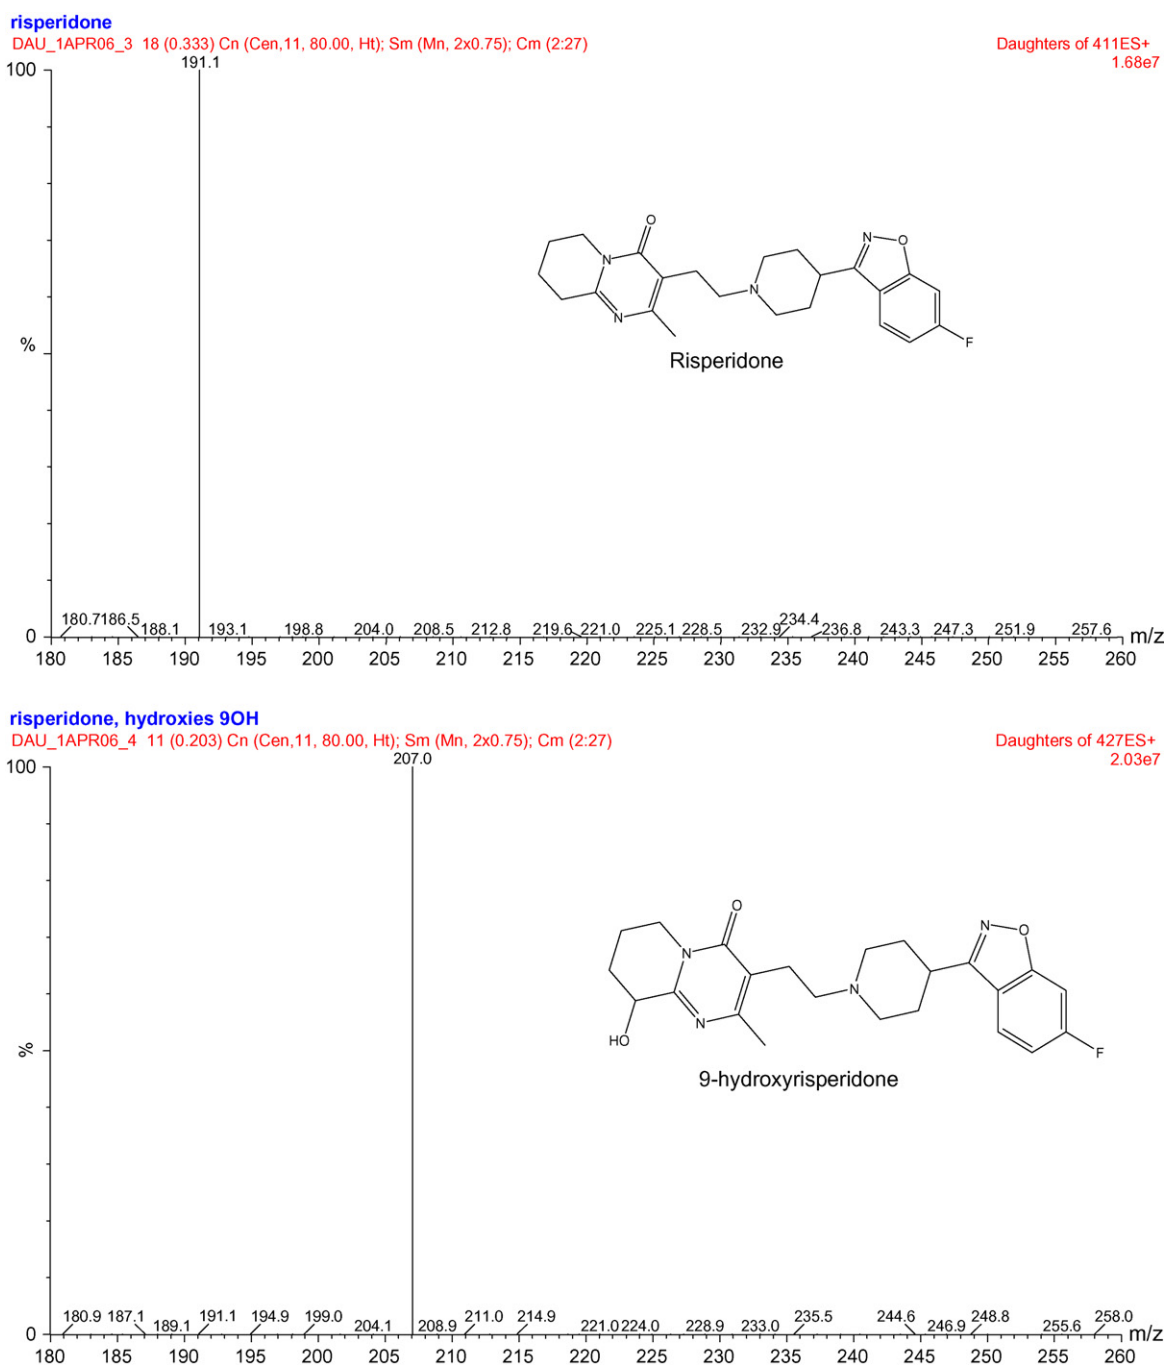 risperidone
DAU_1APR06_3 18 (0.333) Cn (Cen,11, 80.00, Ht); Sm (Mn, 2x0.75); Cm (2:27)
Daughters of 411ES+
1.68e7
100
191.1
O
N
N
N
N
O
F
Risperidone
%
0
180.7 186.5 188.1 193.1 198.8 204.0 208.5 212.8 219.6 221.0 225.1 228.5 232.9 234.4 236.8 243.3 247.3 251.9 257.6
m/z
180 185 190 195 200 205 210 215 220 225 230 235 240 245 250 255 260
risperidone, hydroxies 9OH
DAU_1APR06_4 11 (0.203) Cn (Cen,11, 80.00, Ht); Sm (Mn, 2x0.75); Cm (2:27)
Daughters of 427ES+
2.03e7
100
207.0
O
N
N
HO
N
N
O
F
9-hydroxyrisperidone
%
0
180.9 187.1 189.1 191.1 194.9 199.0 204.1 208.9 211.0 214.9 221.0 224.0 228.9 233.0 235.5 244.6 246.9 248.8 255.6 258.0
m/z
180 185 190 195 200 205 210 215 220 225 230 235 240 245 250 255 260